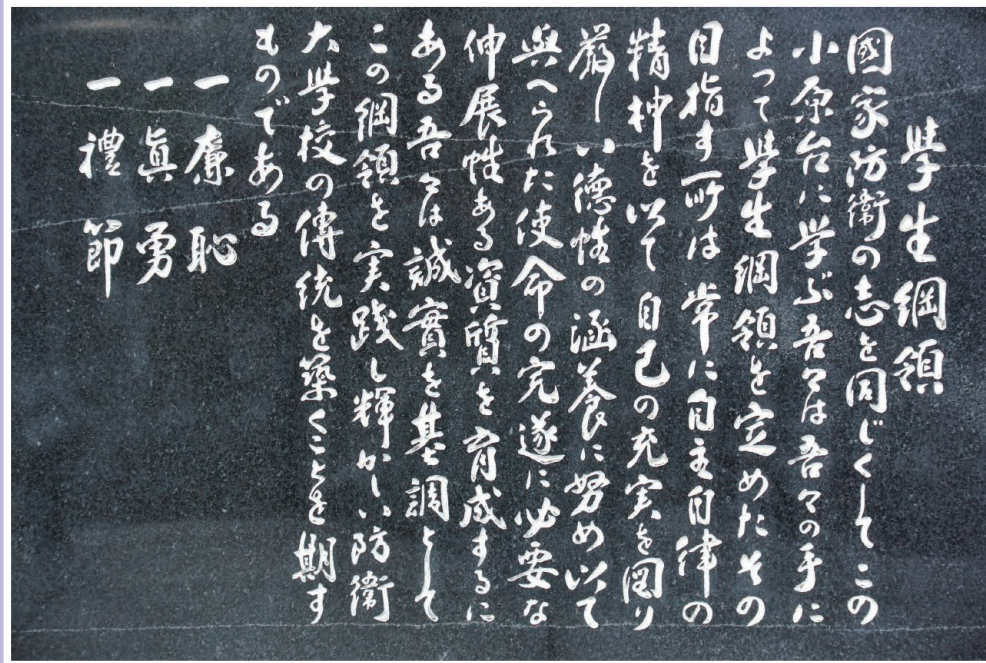 學生綱領
國家防衛の志を同じくしてこの
小原台に学ぶ吾々は吾々の手に
よって學生綱領を定めたその
目指す所は常に自主自律の
精神を以て自己の充実を図り
厳しい徳性の涵養に努め以て
與へられた使命の完遂に必要な
伸展性ある資質を育成するに
ある吾々は誠實を基調として
この綱領を実践し輝かしい防衛
大学校の傳統を築くことを期す
ものである
一 廉恥
一 眞勇
一 禮節